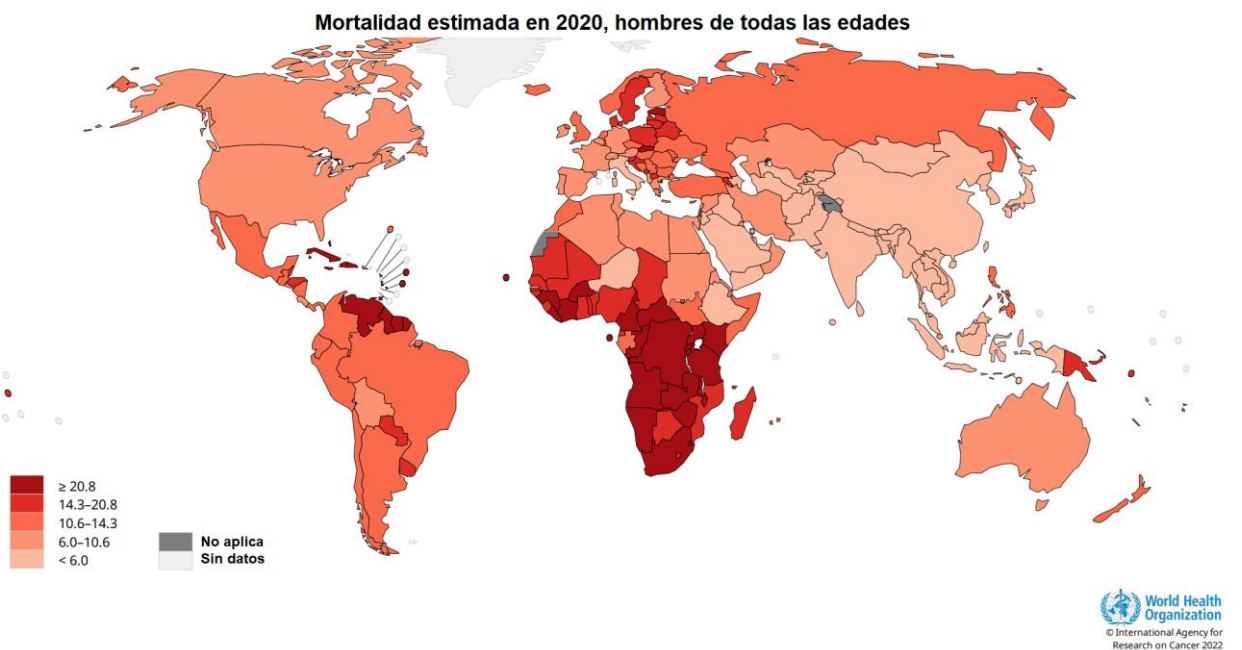 Mortalidad estimada en 2020, hombres de todas las edades
≥ 20.8
14.3–20.8
10.6–14.3
6.0–10.6
< 6.0
No aplica
Sin datos
World Health
Organization
© International Agency for
Research on Cancer 2022